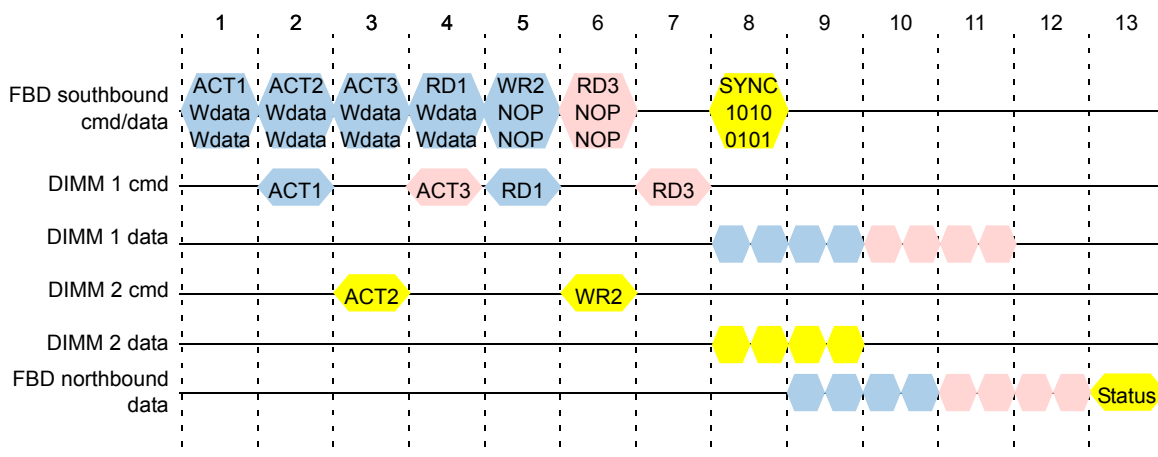 1 2 3 4 5 6 7 8 9 10 11 12 13
FBD southbound
cmd/data
ACT1 ACT2 ACT3 RD1 WR2 RD3 SYNC
Wdata Wdata Wdata Wdata NOP NOP 1010
Wdata Wdata Wdata Wdata NOP NOP 0101
DIMM 1 cmd
ACT1 ACT3 RD1 RD3
DIMM 1 data
DIMM 2 cmd
ACT2 WR2
DIMM 2 data
FBD northbound
data
Status